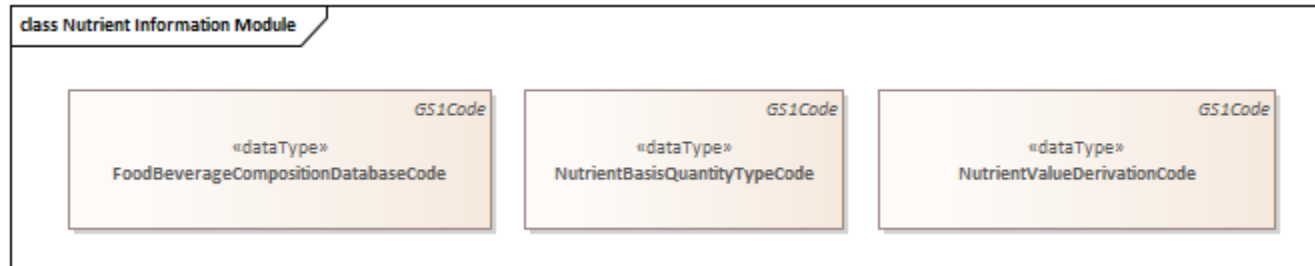 class Nutrient Information Module
GS1Code
«dataType»
FoodBeverageCompositionDatabaseCode
GS1Code
«dataType»
NutrientBasisQuantityTypeCode
GS1Code
«dataType»
NutrientValueDerivationCode